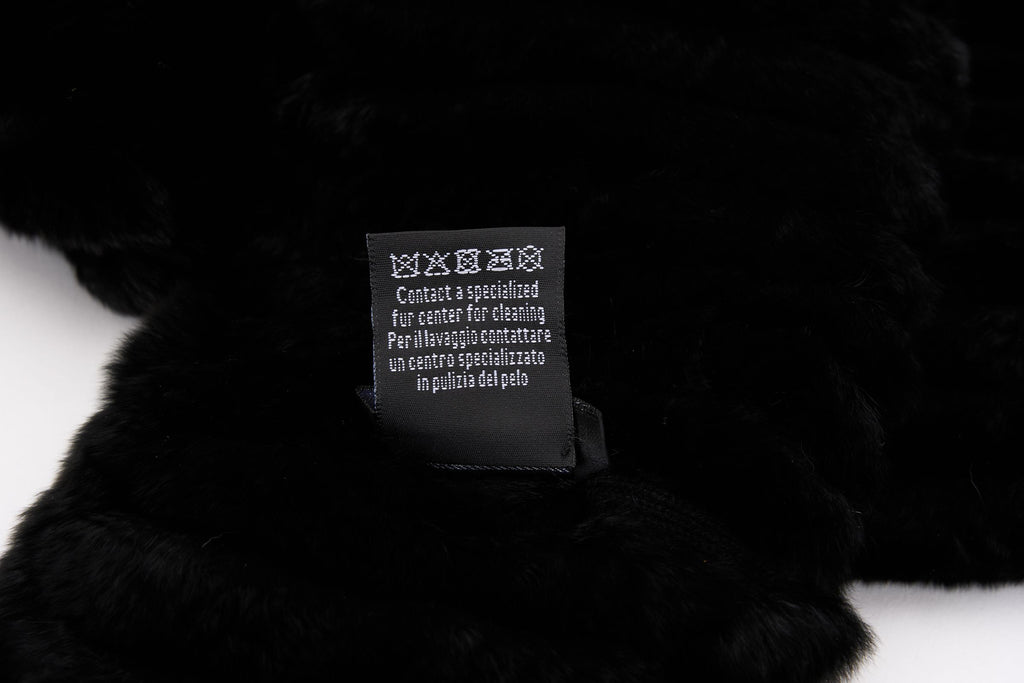 Contact a specialized
fur center for cleaning
Per il lavaggio contattare
un centro specializzato
in pulizia del pelo